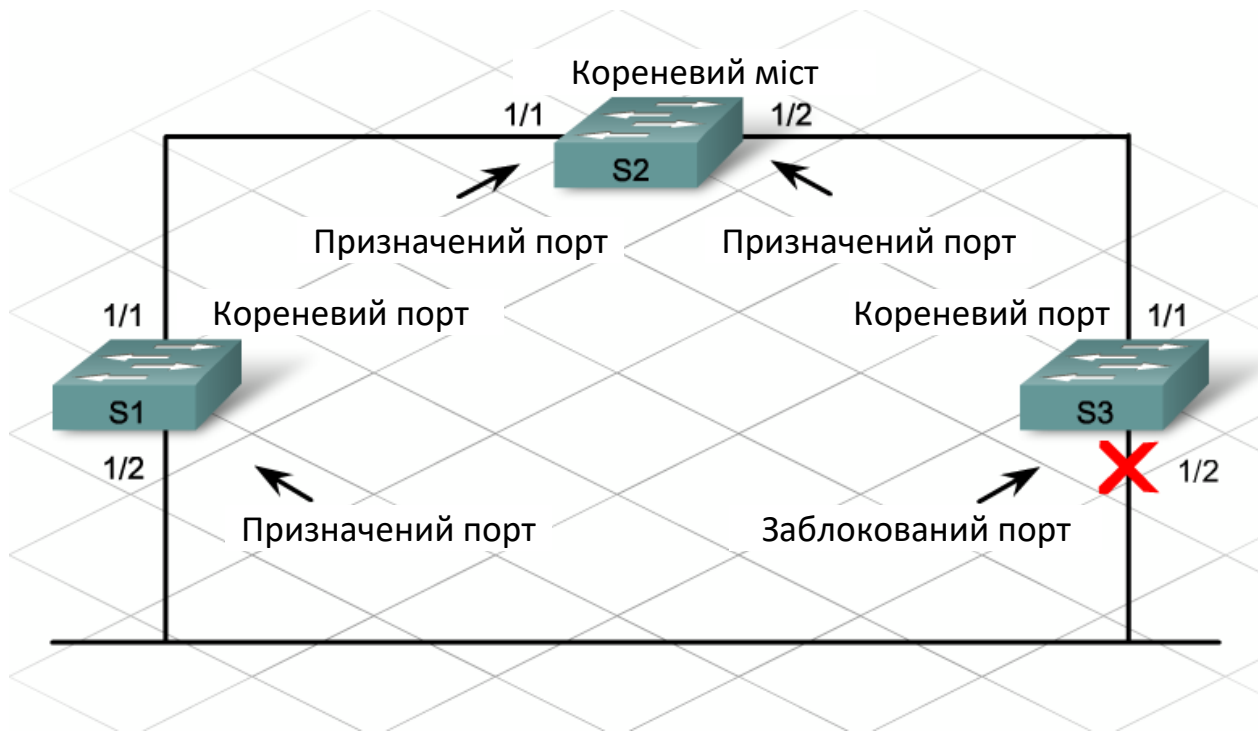 Кореневий міст
1/1
1/2
S2
Призначений порт
Призначений порт
1/1
Кореневий порт
Кореневий порт
1/1
S1
S3
1/2
1/2
Призначений порт
Заблокований порт